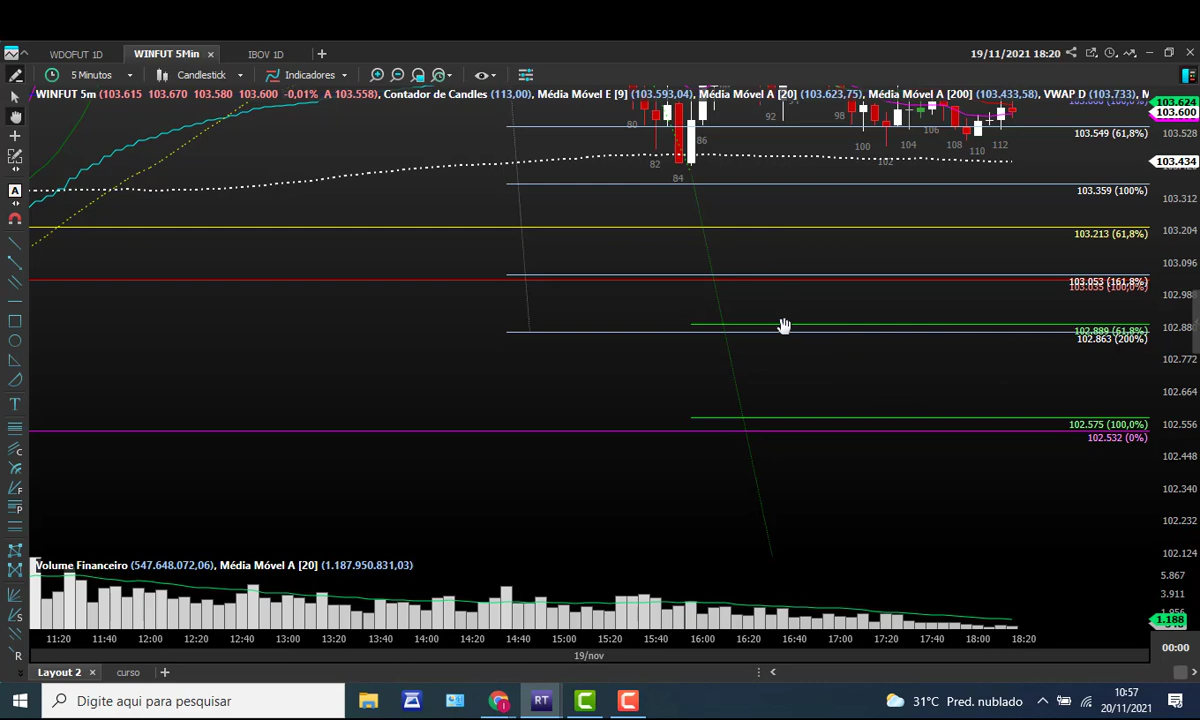 WDOFUT 1D WINFUT 5Min × IBOV 1D + 19/11/2021 18:20
5 Minutos Candlestick Indicadores
WINFUT 5m (103.615 103.670 103.580 103.600 -0,01% A 103.558), Contador de Candles (113,00), Média Móvel E [9] (103.593,04), Média Móvel A [20] (103.623,75), Média Móvel A [200] (103.433,58), VWAP D (103.733), M
103.624
103.600
80 82 84 86 92 98 100 102 104 106 108 110 112
103.549 (61,8%)
103.528
103.434
103.359 (100%)
103.312
103.213 (61,8%)
103.204
103.096
103.053 (161.8%)
103.035 (100,0%)
102.98
102.889 (61,8%)
102.88
102.863 (200%)
102.772
102.664
102.575 (100,0%)
102.556
102.532 (0%)
102.448
102.340
102.232
102.124
Volume Financeiro (547.648.072,06), Média Móvel A [20] (1.187.950.831,03)
5.867
3.911
1.956
1.188
11:20 11:40 12:00 12:20 12:40 13:00 13:20 13:40 14:00 14:20 14:40 15:00 15:20 15:40 16:00 16:20 16:40 17:00 17:20 17:40 18:00 18:20
00:00
19/nov
Layout 2 × curso +
Digite aqui para pesquisar
RT
31°C Pred. nublado
10:57
20/11/2021